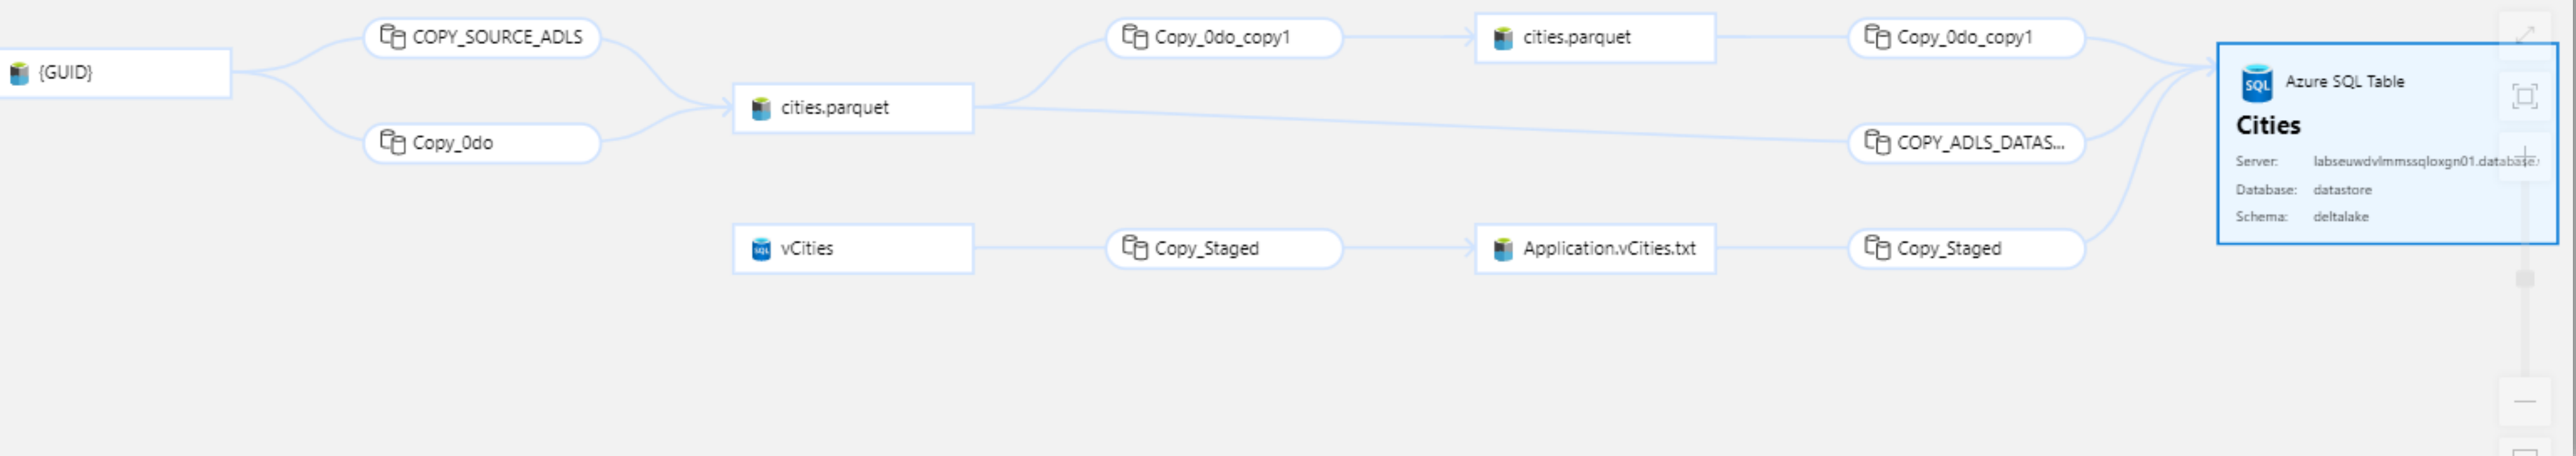 {GUID}
COPY_SOURCE_ADLS
Copy_0do
cities.parquet
vCities
Copy_0do_copy1
Copy_Staged
cities.parquet
Application.vCities.txt
Copy_0do_copy1
COPY_ADLS_DATAS...
Copy_Staged
SQL
Azure SQL Table
Cities
Server: labseuwdvlmmssqloxgn01.database.
Database: datastore
Schema: deltalake